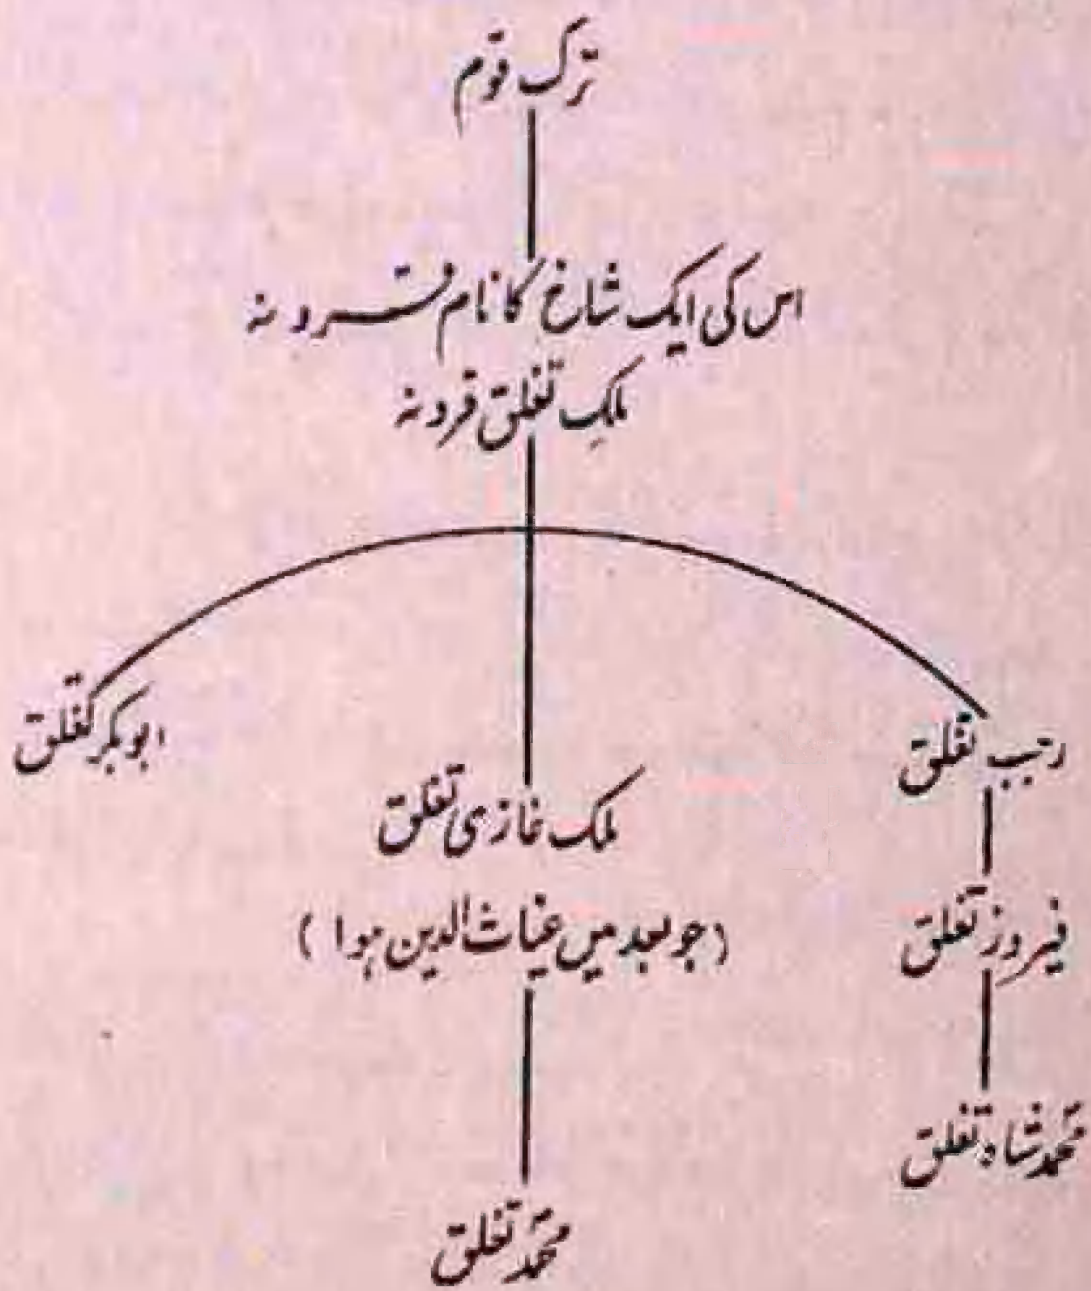 ترک قوم
اس کی ایک شاخ کا نام قرونہ
ملکِ تغلق قرونہ
رجب تغلق
ابوبکر تغلق
ملک غازی تغلق
فیروز تغلق
(جو بعد میں غیاث الدین ہوا)
محمد شاہ تغلق
محمد تغلق